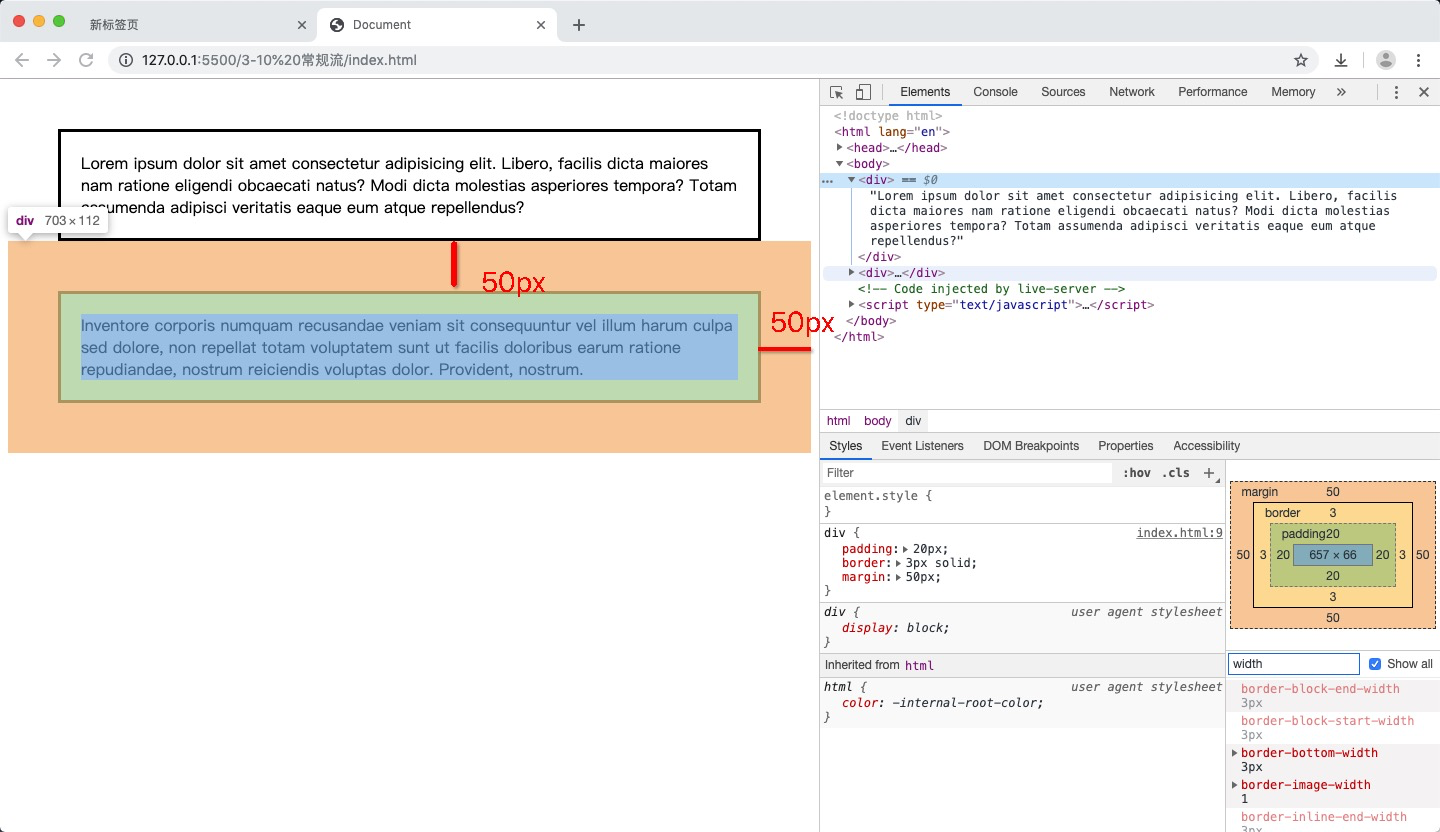 新标签页
Document
127.0.0.1:5500/3-10%20常规流/index.html
Lorem ipsum dolor sit amet consectetur adipisicing elit. Libero, facilis dicta maiores
nam ratione eligendi obcaecati natus? Modi dicta molestias asperiores tempora? Totam
assumenda adipisci veritatis eaque eum atque repellendus?
div 703 × 112
50px
50px
Inventore corporis numquam recusandae veniam sit consequuntur vel illum harum culpa
sed dolore, non repellat totam voluptatem sunt ut facilis doloribus earum ratione
repudiandae, nostrum reiciendis voluptas dolor. Provident, nostrum.
Elements Console Sources Network Performance Memory »
<!doctype html>
<html lang="en">
<head>…</head>
<body>
<div> == $0
"Lorem ipsum dolor sit amet consectetur adipisicing elit. Libero, facilis
dicta maiores nam ratione eligendi obcaecati natus? Modi dicta molestias
asperiores tempora? Totam assumenda adipisci veritatis eaque eum atque
repellendus?"
</div>
<div>…</div>
<!-- Code injected by live-server -->
<script type="text/javascript">…</script>
</body>
</html>
html body div
Styles Event Listeners DOM Breakpoints Properties Accessibility
Filter :hov .cls +
element.style {
}
div { index.html:9
padding: 20px;
border: 3px solid;
margin: 50px;
}
div { user agent stylesheet
display: block;
}
Inherited from html
html { user agent stylesheet
color: -internal-root-color;
}
margin 50
border 3
padding20
50 3 20 657 × 66 20 3 50
20
3
50
width Show all
border-block-end-width
3px
border-block-start-width
3px
border-bottom-width
3px
border-image-width
1
border-inline-end-width
3px